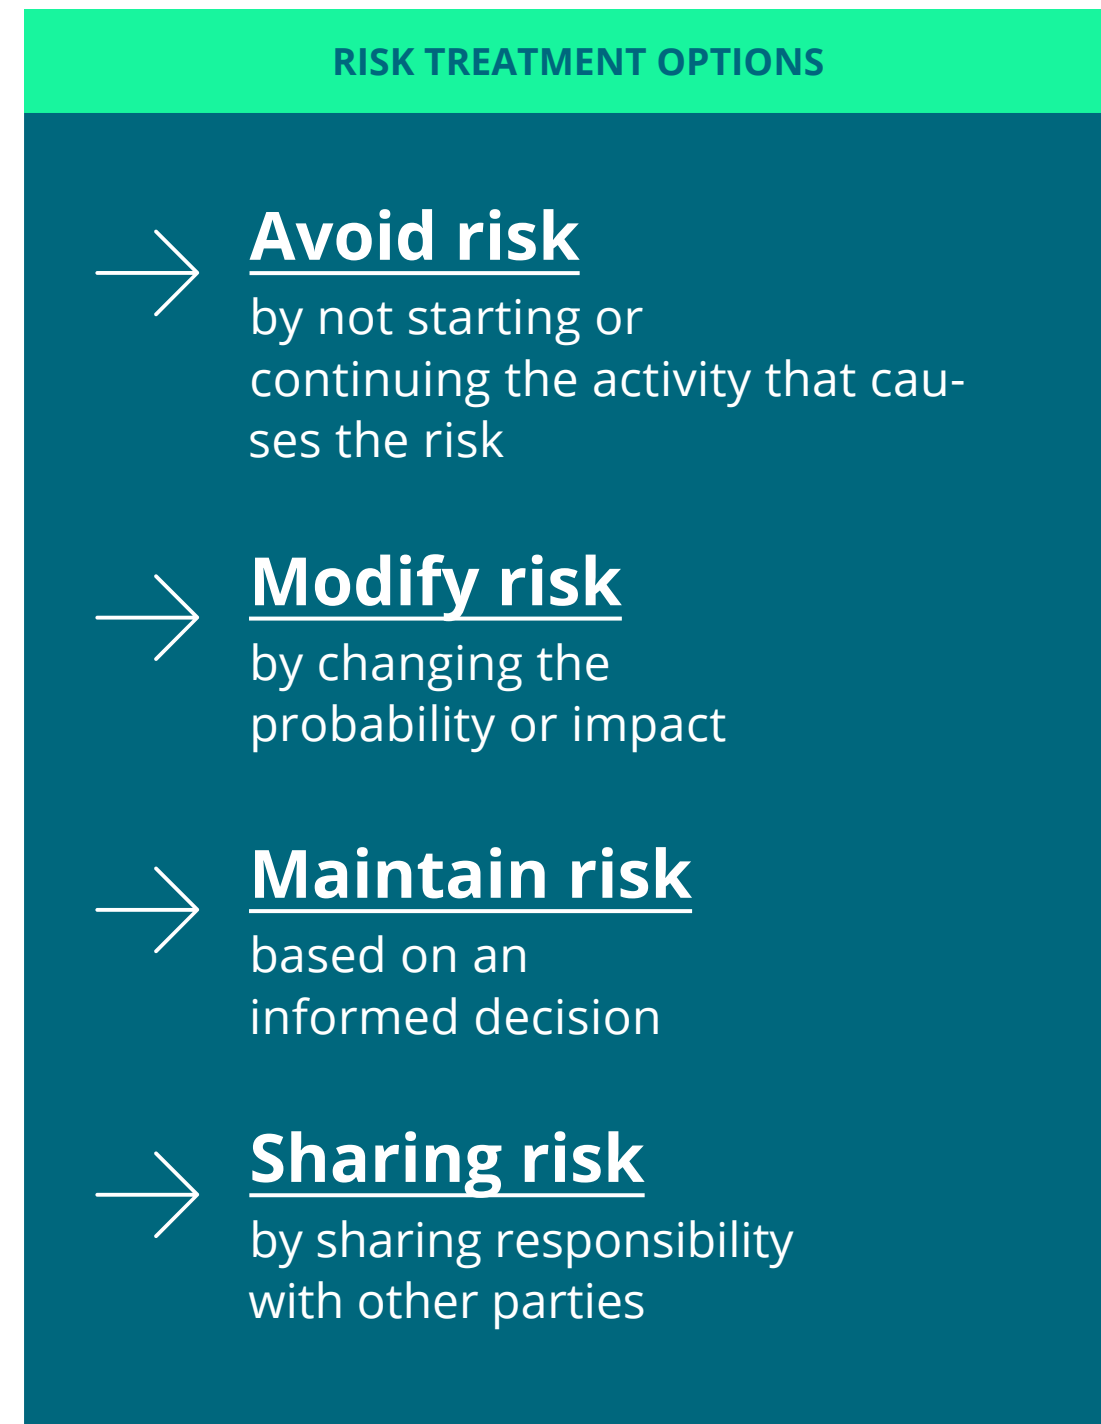 RISK TREATMENT OPTIONS
Avoid risk
by not starting or
continuing the activity that cau-
ses the risk
Modify risk
by changing the
probability or impact
Maintain risk
based on an
informed decision
Sharing risk
by sharing responsibility
with other parties